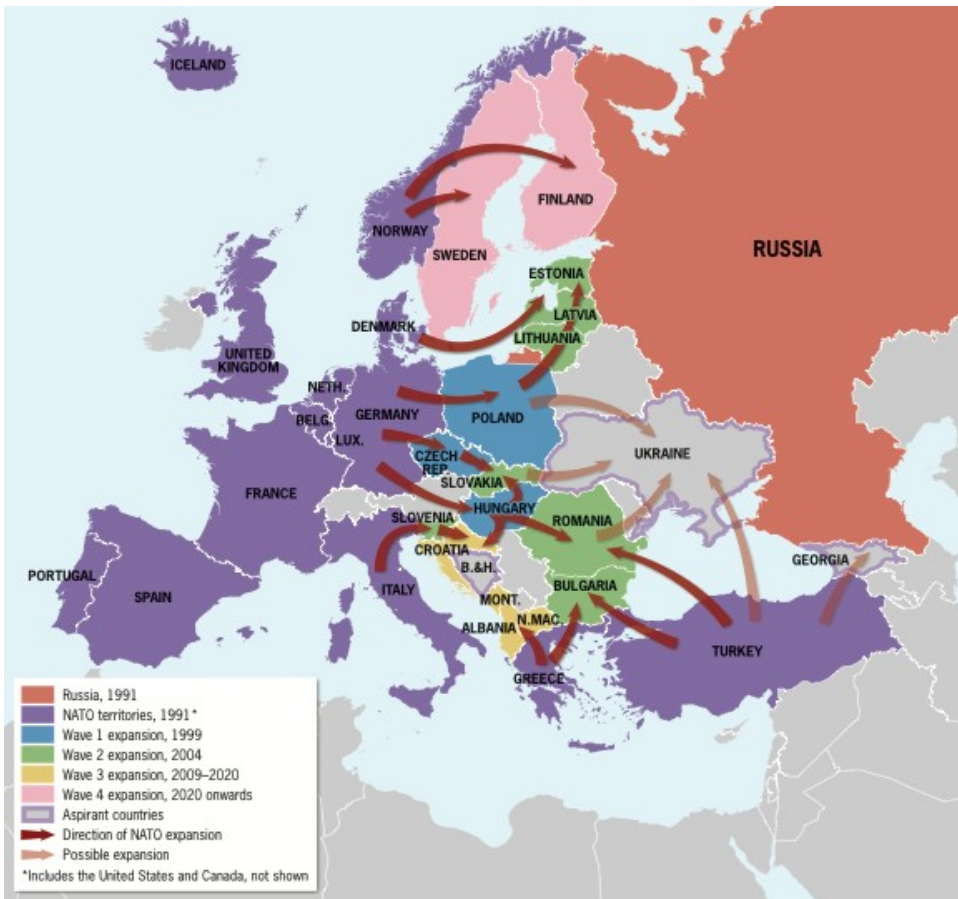 ICELAND
FINLAND
NORWAY
SWEDEN
RUSSIA
ESTONIA
LATVIA
DENMARK
LITHUANIA
UNITED
KINGDOM
NETH.
BELG.
GERMANY
POLAND
LUX.
CZECH
REP.
UKRAINE
SLOVAKIA
FRANCE
HUNGARY
SLOVENIA
ROMANIA
CROATIA
GEORGIA
B.&H.
PORTUGAL
SPAIN
ITALY
BULGARIA
MONT.
N.MAC.
ALBANIA
TURKEY
GREECE
Russia, 1991
NATO territories, 1991*
Wave 1 expansion, 1999
Wave 2 expansion, 2004
Wave 3 expansion, 2009–2020
Wave 4 expansion, 2020 onwards
Aspirant countries
Direction of NATO expansion
Possible expansion
*Includes the United States and Canada, not shown